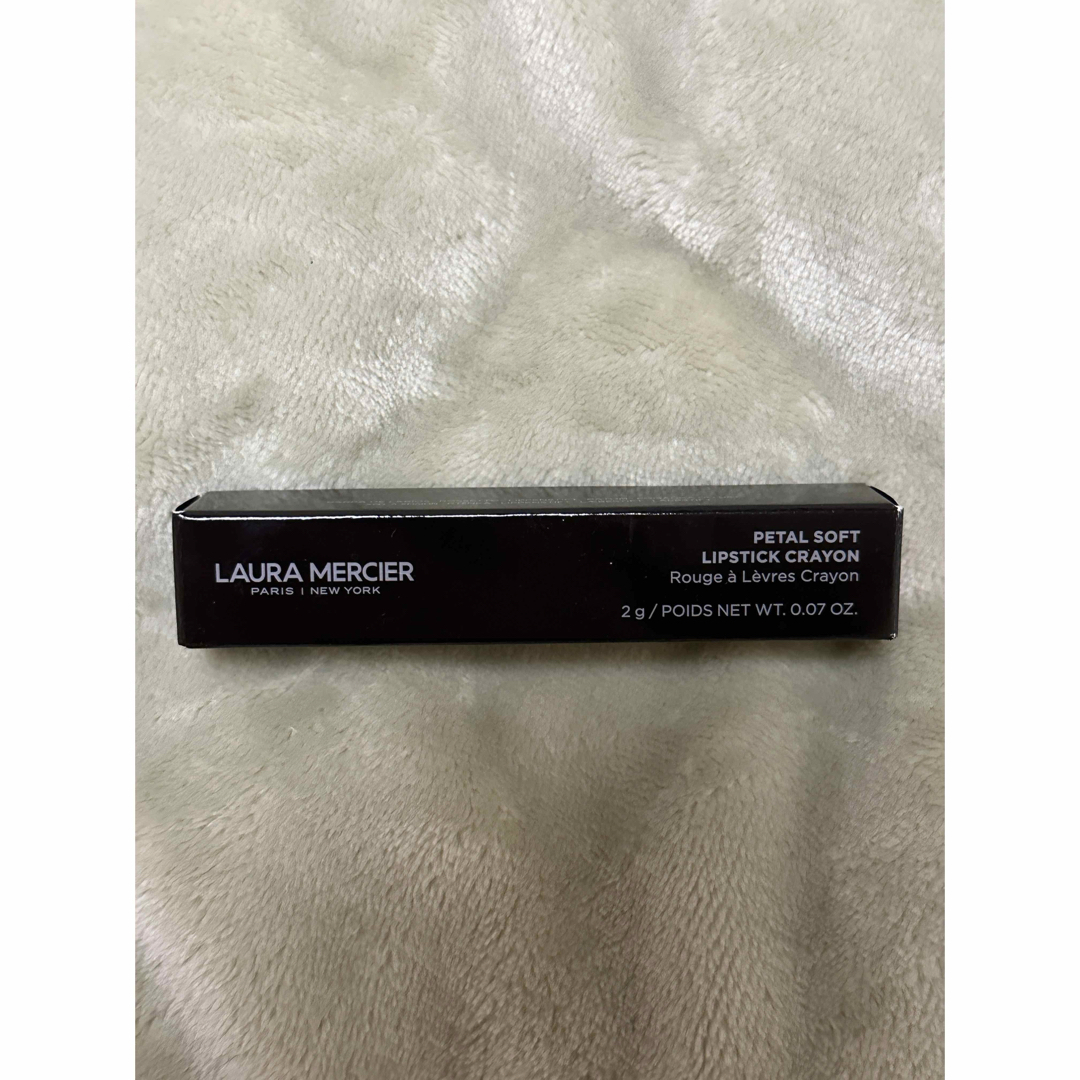 LAURA MERCIER
PARIS | NEW YORK
PETAL SOFT
LIPSTICK CRAYON
Rouge à Lèvres Crayon
2 g / POIDS NET WT. 0.07 OZ.